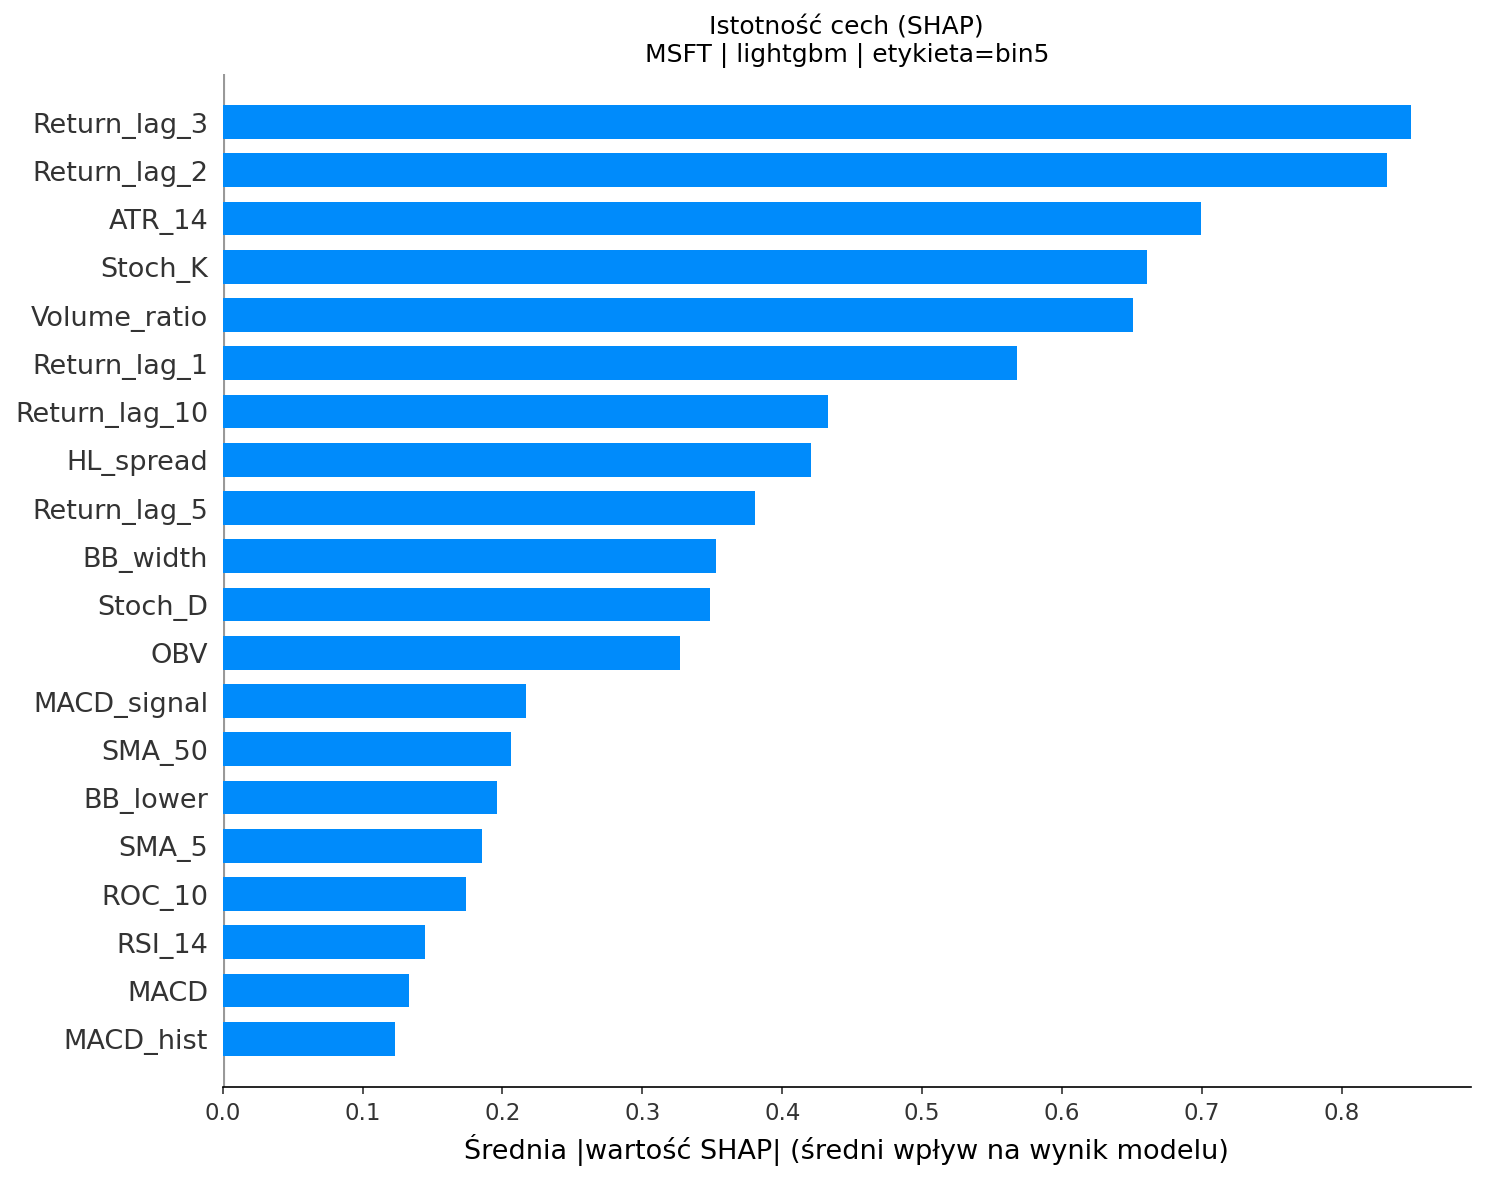 Istotność cech (SHAP)
MSFT | lightgbm | etykieta=bin5
Return_lag_3
Return_lag_2
ATR_14
Stoch_K
Volume_ratio
Return_lag_1
Return_lag_10
HL_spread
Return_lag_5
BB_width
Stoch_D
OBV
MACD_signal
SMA_50
BB_lower
SMA_5
ROC_10
RSI_14
MACD
MACD_hist
0.0 0.1 0.2 0.3 0.4 0.5 0.6 0.7 0.8
Średnia |wartość SHAP| (średni wpływ na wynik modelu)